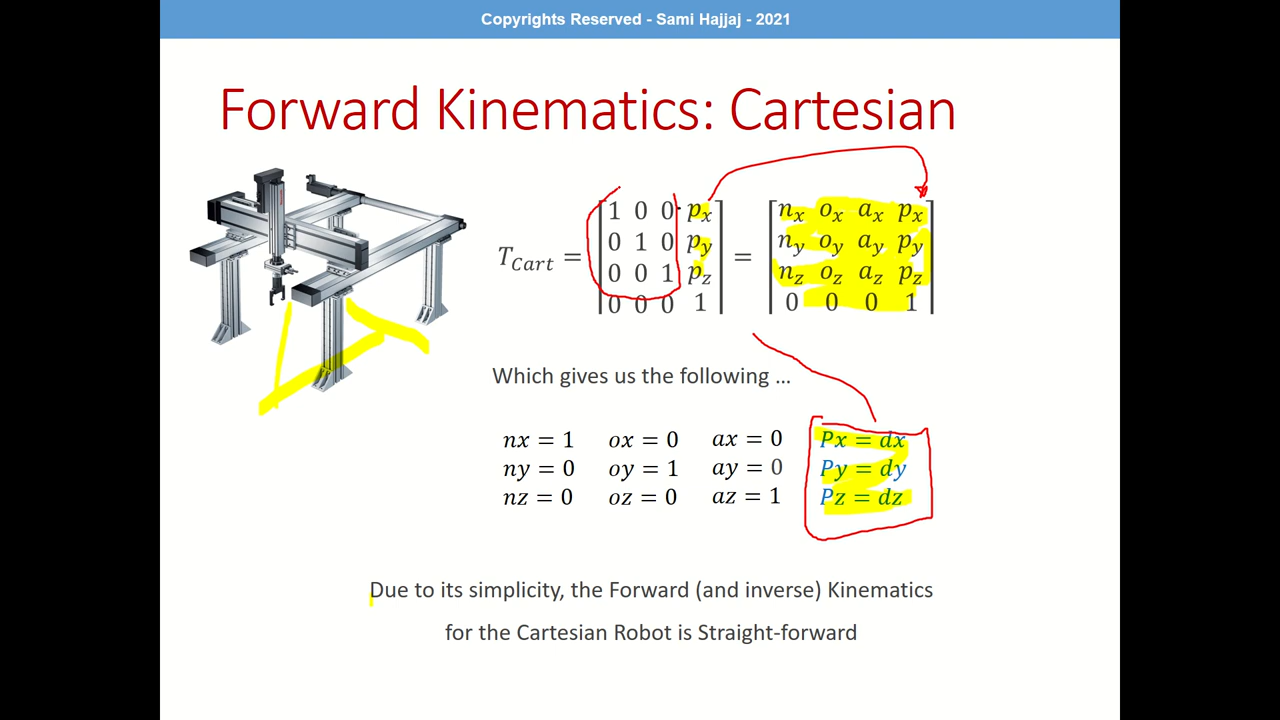 Copyrights Reserved - Sami Hajjaj - 2021
Forward Kinematics: Cartesian
T_Cart = [1 0 0 p_x; 0 1 0 p_y; 0 0 1 p_z; 0 0 0 1] = [n_x o_x a_x p_x; n_y o_y a_y p_y; n_z o_z a_z p_z; 0 0 0 1]
Which gives us the following ...
nx = 1 ox = 0 ax = 0 Px = dx
ny = 0 oy = 1 ay = 0 Py = dy
nz = 0 oz = 0 az = 1 Pz = dz
Due to its simplicity, the Forward (and inverse) Kinematics
for the Cartesian Robot is Straight-forward